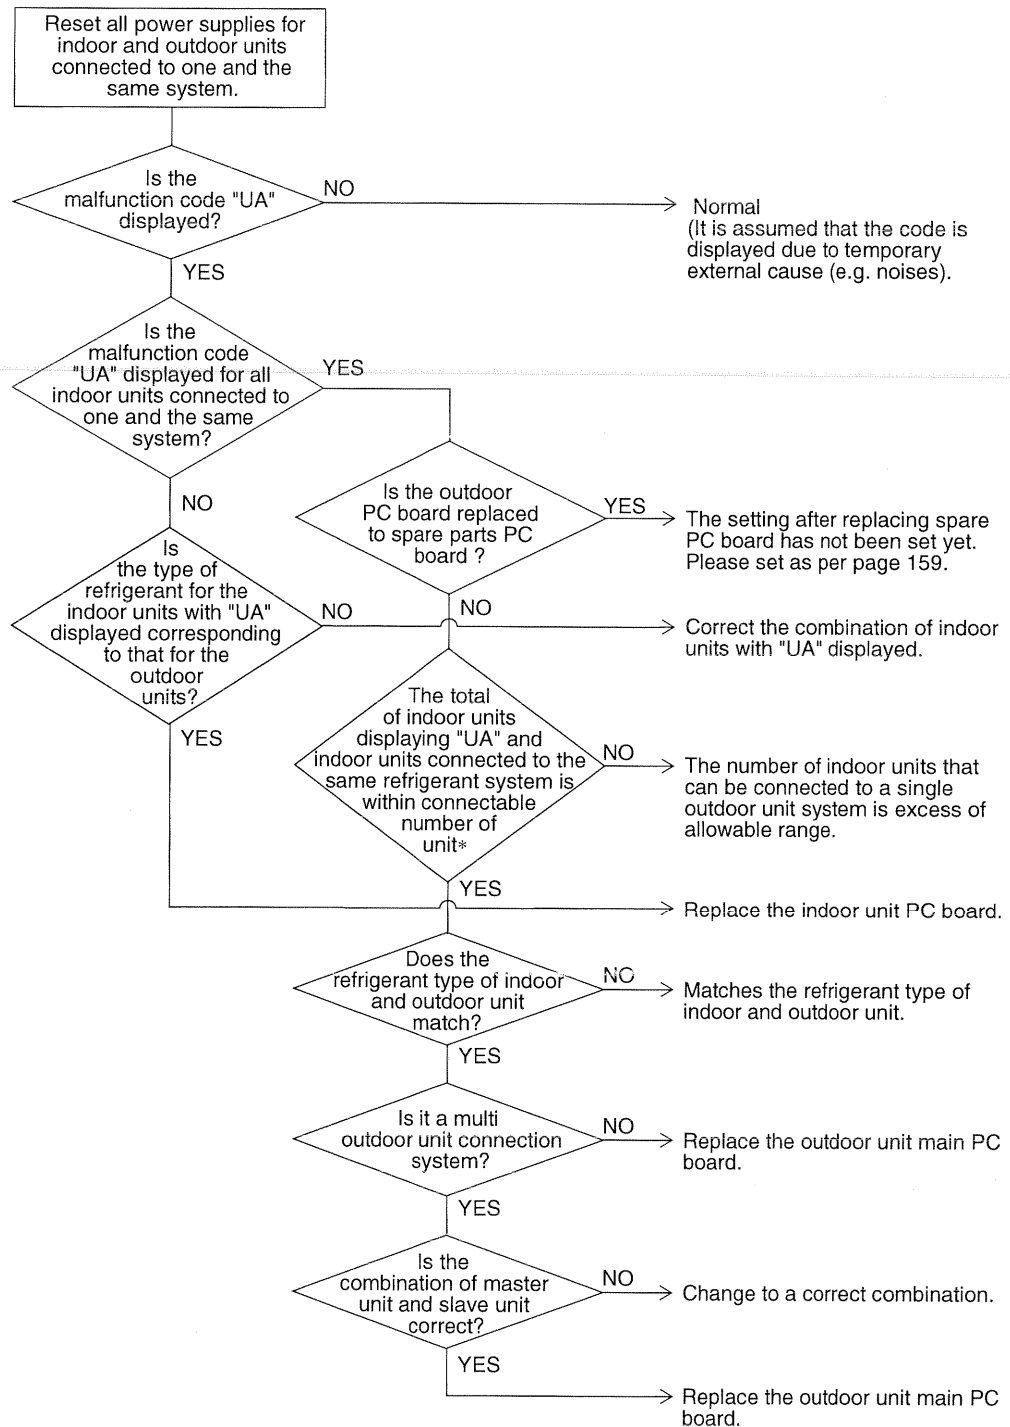 Reset all power supplies for
indoor and outdoor units
connected to one and the
same system.
Is the
malfunction code "UA"
displayed?
NO
Normal
(It is assumed that the code is
displayed due to temporary
external cause (e.g. noises).
YES
Is the
malfunction code
"UA" displayed for all
indoor units connected to
one and the same
system?
YES
NO
Is the outdoor
PC board replaced
to spare parts PC
board ?
YES
The setting after replacing spare
PC board has not been set yet.
Please set as per page 159.
NO
Is
the type of
refrigerant for the
indoor units with "UA"
displayed corresponding
to that for the
outdoor
units?
NO
Correct the combination of indoor
units with "UA" displayed.
YES
The total
of indoor units
displaying "UA" and
indoor units connected to the
same refrigerant system is
within connectable
number of
unit*
NO
The number of indoor units that
can be connected to a single
outdoor unit system is excess of
allowable range.
YES
Replace the indoor unit PC board.
Does the
refrigerant type of indoor
and outdoor unit
match?
NO
Matches the refrigerant type of
indoor and outdoor unit.
YES
Is it a multi
outdoor unit connection
system?
NO
Replace the outdoor unit main PC
board.
YES
Is the
combination of master
unit and slave unit
correct?
NO
Change to a correct combination.
YES
Replace the outdoor unit main PC
board.